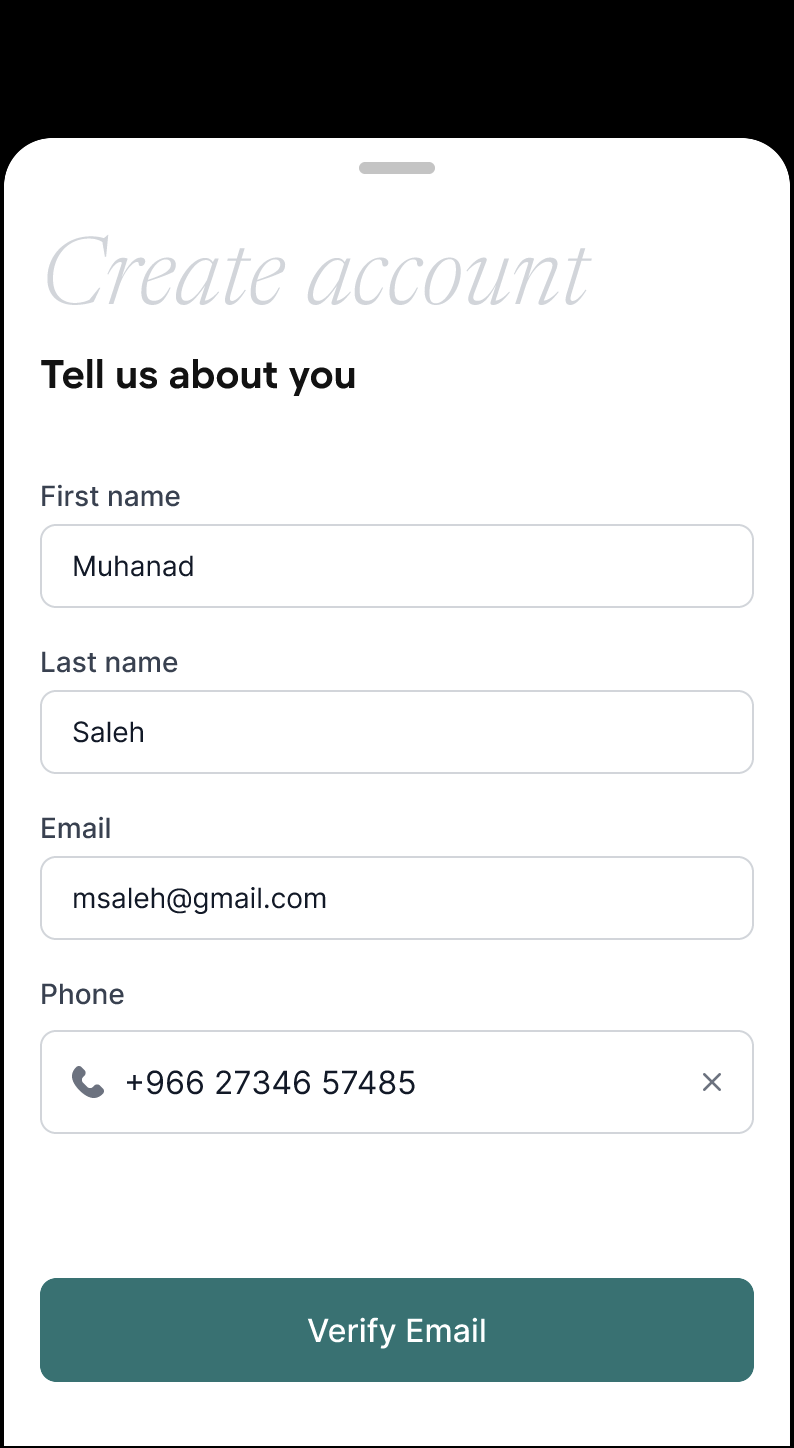 Create account
Tell us about you
First name
Muhanad
Last name
Saleh
Email
msaleh@gmail.com
Phone
+966 27346 57485
Verify Email